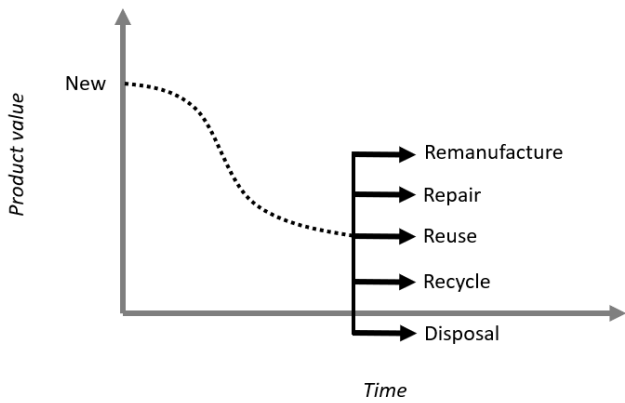 New
Product value
Remanufacture
Repair
Reuse
Recycle
Disposal
Time